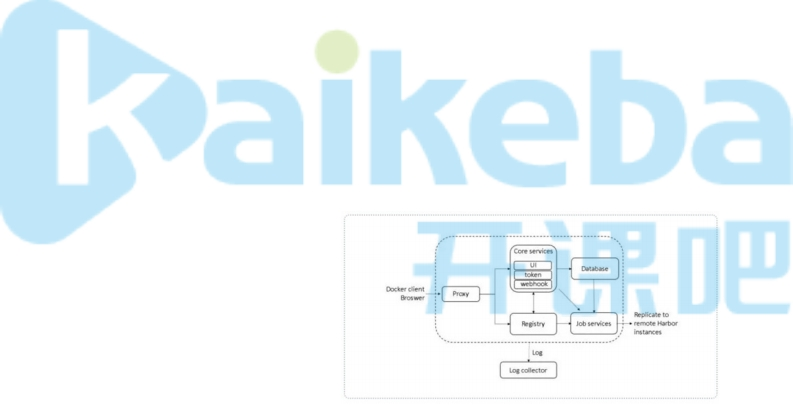 Kaikeba
开课吧
Core services
UI
token
webhook
Database
Docker client
Broswer
Proxy
Registry
Job services
Replicate to
remote Harbor
instances
Log
Log collector